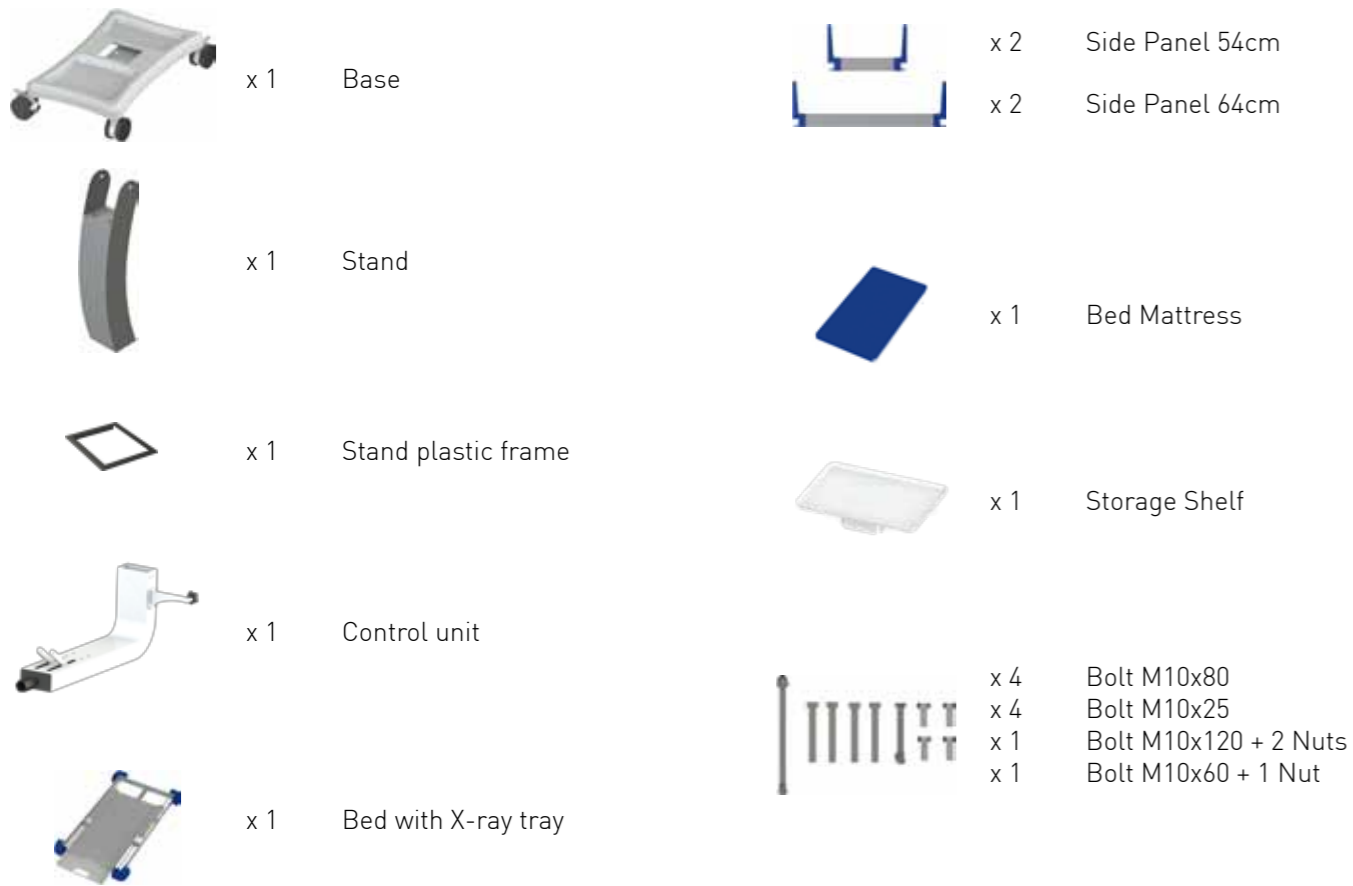 x 1 Base
x 1 Stand
x 1 Stand plastic frame
x 1 Control unit
x 1 Bed with X-ray tray
x 2 Side Panel 54cm
x 2 Side Panel 64cm
x 1 Bed Mattress
x 1 Storage Shelf
x 4 Bolt M10x80
x 4 Bolt M10x25
x 1 Bolt M10x120 + 2 Nuts
x 1 Bolt M10x60 + 1 Nut